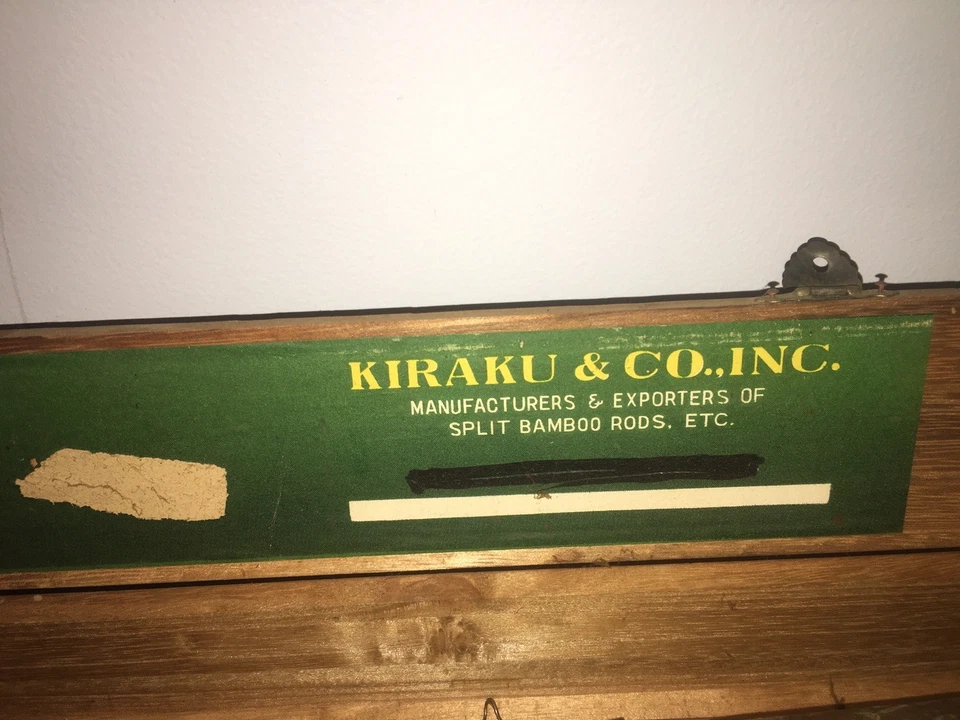 KIRAKU & CO.,INC.
MANUFACTURERS & EXPORTERS OF
SPLIT BAMBOO RODS, ETC.